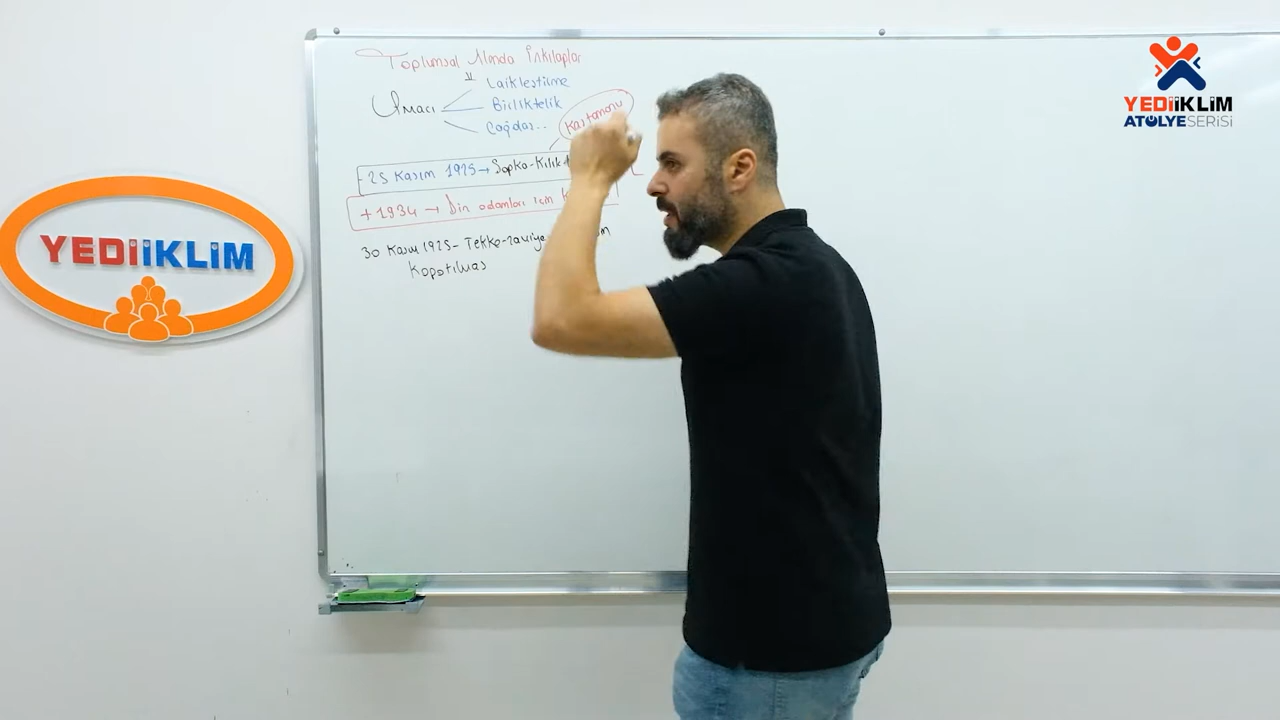 Toplumsal Alanda İnkılaplar
Laikleştirme
Amacı
Birliktelik
Çağdaş..
Kastamonu
-25 Kasım 1925 → Şapka-Kılık
+ 1934 → Din adamları için
30 Kasım 1925- Tekke-zaviye
Kapatılması
YEDİİKLİM
YEDİİKLİM
ATÖLYESERİSİ